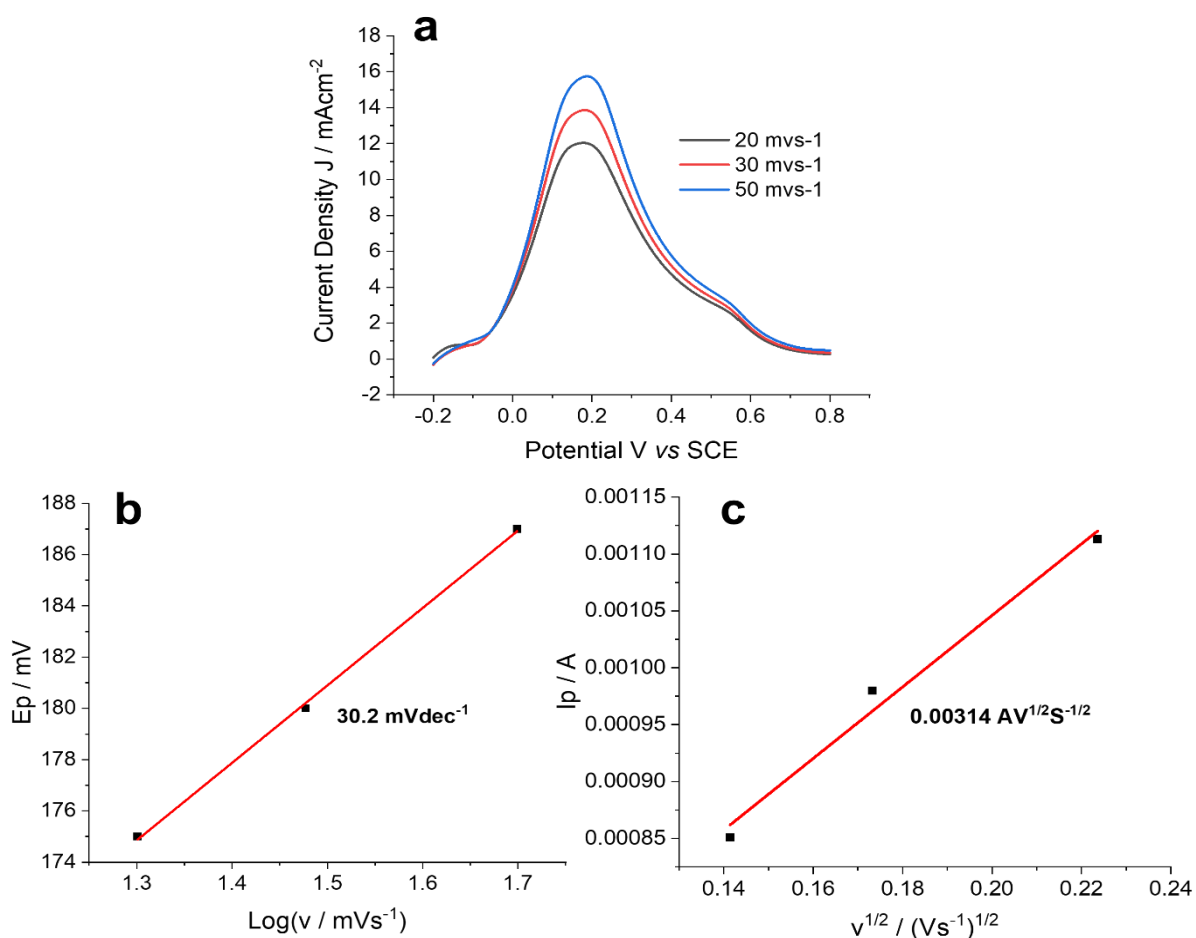 a
Current Density J / mAcm⁻²
18
16
14
12
10
8
6
4
2
0
-2
20 mvs-1
30 mvs-1
50 mvs-1
-0.2 0.0 0.2 0.4 0.6 0.8
Potential V vs SCE
b
Ep / mV
188
186
184
182
180
178
176
174
30.2 mVdec⁻¹
1.3 1.4 1.5 1.6 1.7
Log(v / mVs⁻¹)
c
Ip / A
0.00115
0.00110
0.00105
0.00100
0.00095
0.00090
0.00085
0.00314 AV¹/²S⁻¹/²
0.14 0.16 0.18 0.20 0.22 0.24
v¹/² / (Vs⁻¹)¹/²